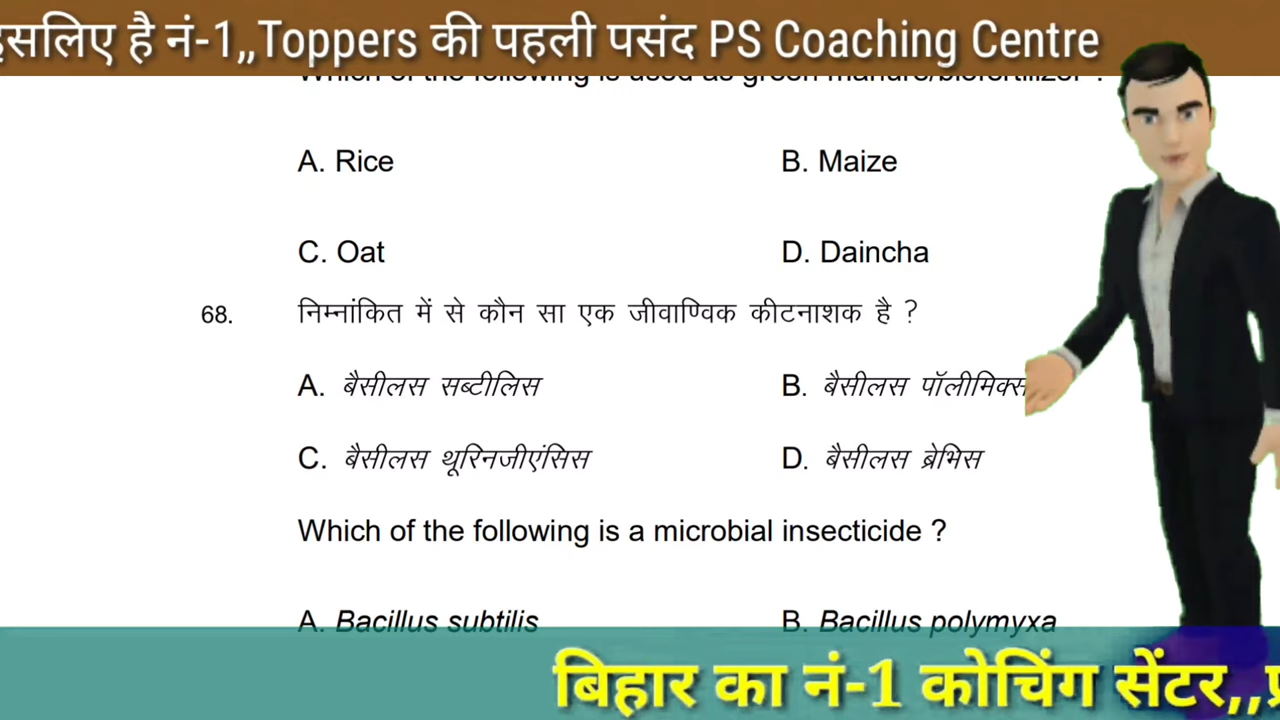 इसलिए है नं-1,,Toppers की पहली पसंद PS Coaching Centre
Which of the following is used as green manure/biofertilizer ?
A. Rice B. Maize
C. Oat D. Daincha
68. निम्नांकित में से कौन सा एक जीवाण्विक कीटनाशक है ?
A. बैसीलस सब्टीलिस B. बैसीलस पॉलीमिक्स
C. बैसीलस थूरिनजीएंसिस D. बैसीलस ब्रेभिस
Which of the following is a microbial insecticide ?
A. Bacillus subtilis B. Bacillus polymyxa
बिहार का नं-1 कोचिंग सेंटर,,